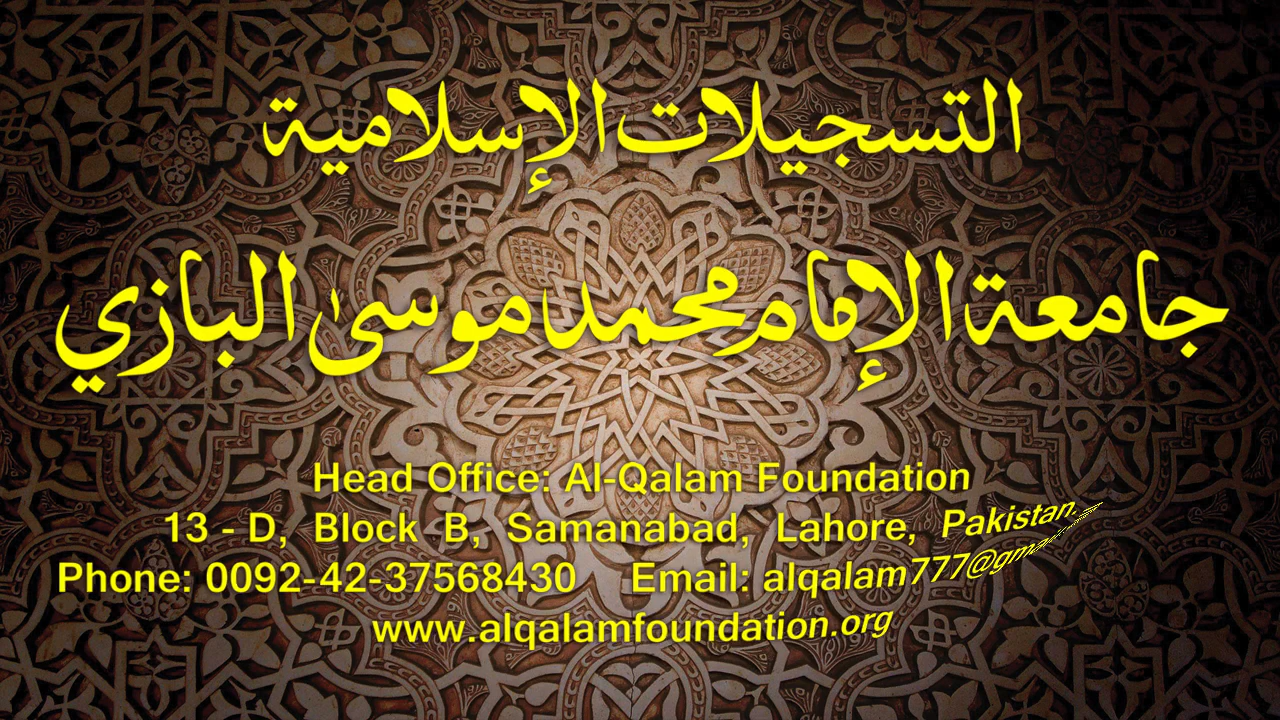 التسجيلات الإسلامية
جامعة الإمام محمد موسىٰ البازي
Head Office: Al-Qalam Foundation
13 - D, Block B, Samanabad, Lahore, Pakistan.
Phone: 0092-42-37568430 Email: alqalam777@gma
www.alqalamfoundation.org